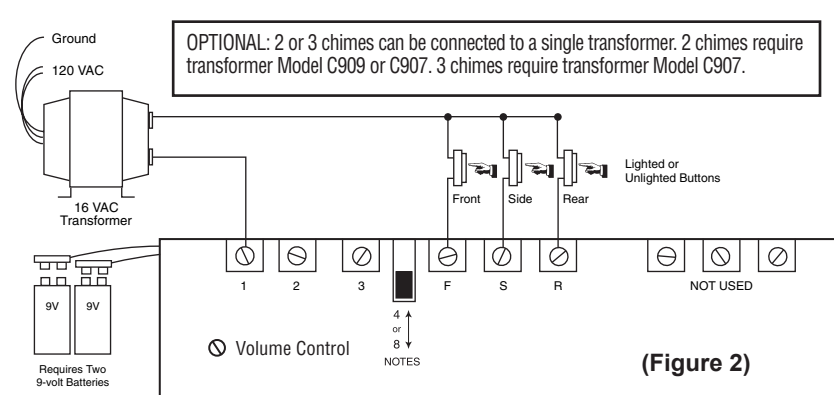 Ground
120 VAC
OPTIONAL: 2 or 3 chimes can be connected to a single transformer. 2 chimes require
transformer Model C909 or C907. 3 chimes require transformer Model C907.
16 VAC
Transformer
Front
Side
Rear
Lighted or
Unlighted Buttons
1
2
3
F
S
R
NOT USED
4
or
8
NOTES
9V
9V
Requires Two
9-volt Batteries
Volume Control
(Figure 2)